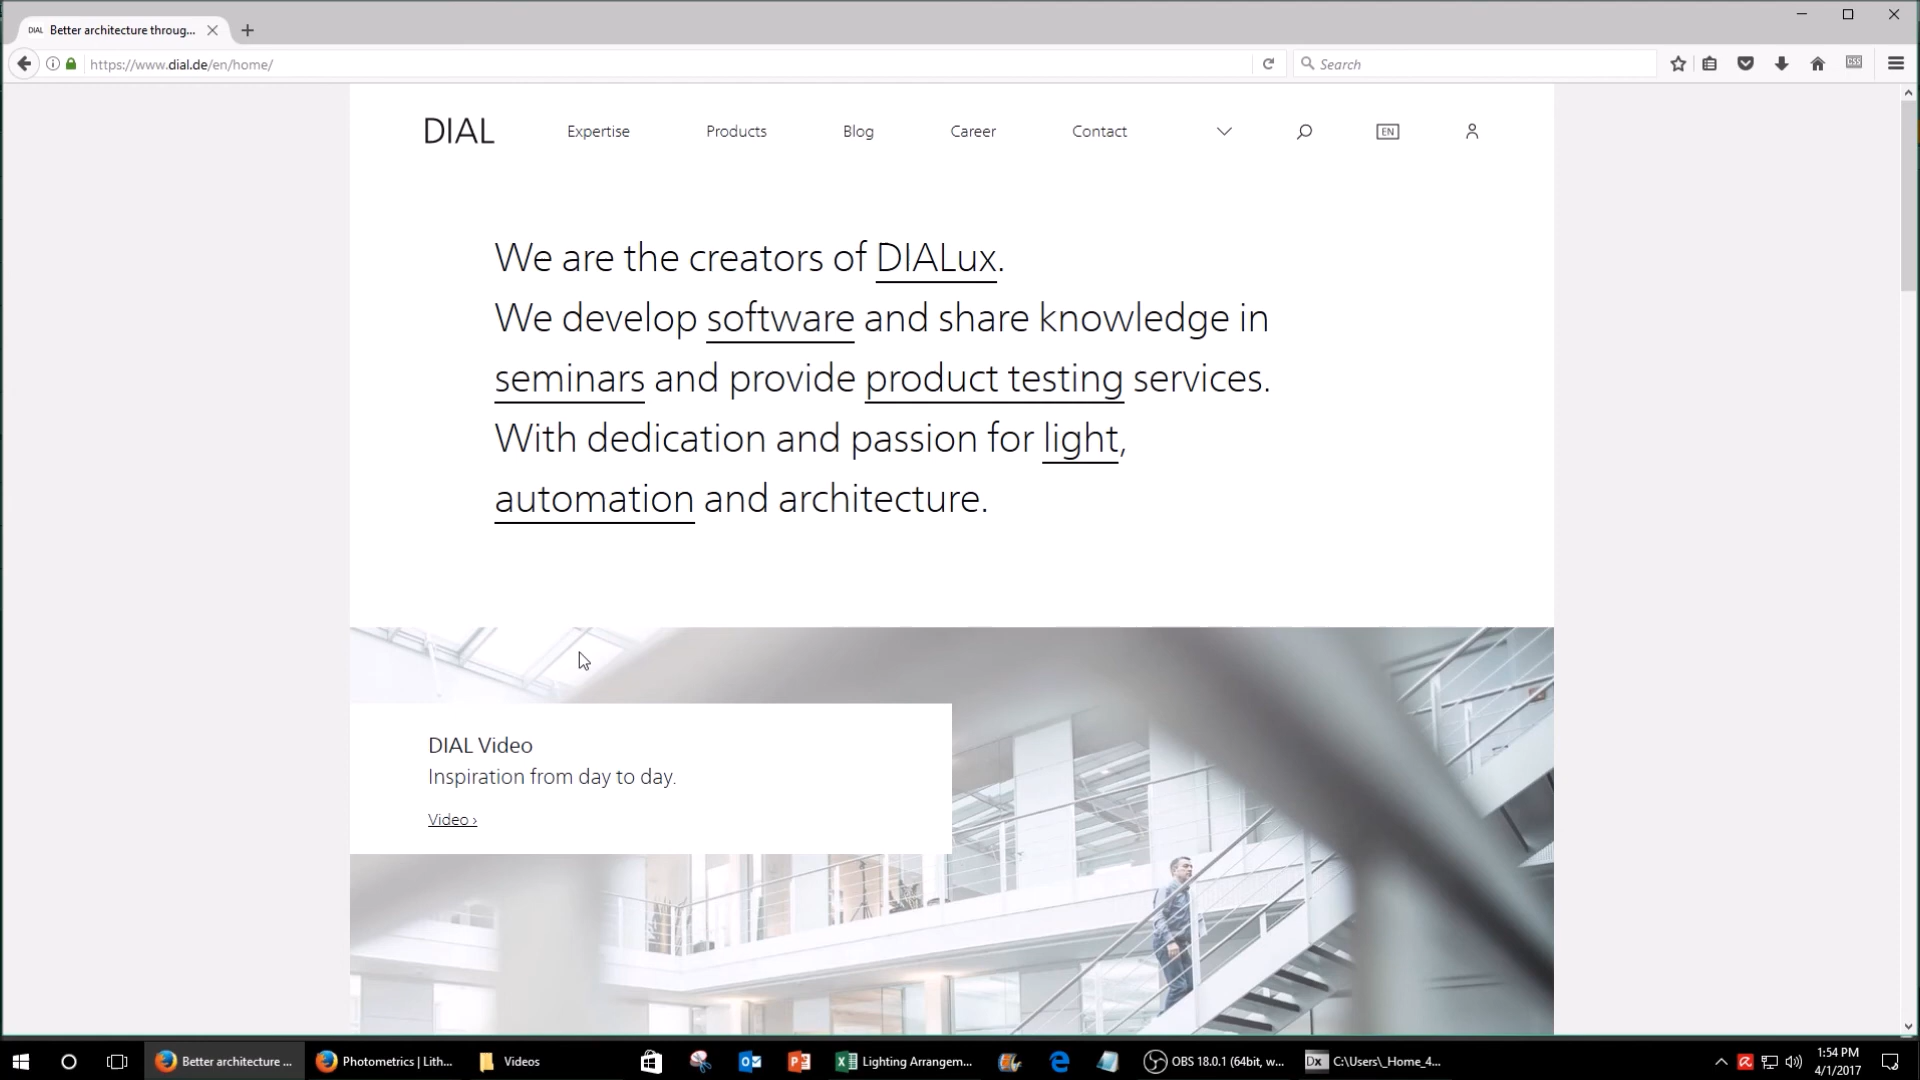 DIAL Better architecture throug...
https://www.dial.de/en/home/
Search
CSS
DIAL Expertise Products Blog Career Contact EN
We are the creators of DIALux.
We develop software and share knowledge in
seminars and provide product testing services.
With dedication and passion for light,
automation and architecture.
DIAL Video
Inspiration from day to day.
Video ›
Better architecture ... Photometrics | Lith... Videos Lighting Arrangem... OBS 18.0.1 (64bit, w... Dx C:\Users\_Home_4... 1:54 PM
4/1/2017